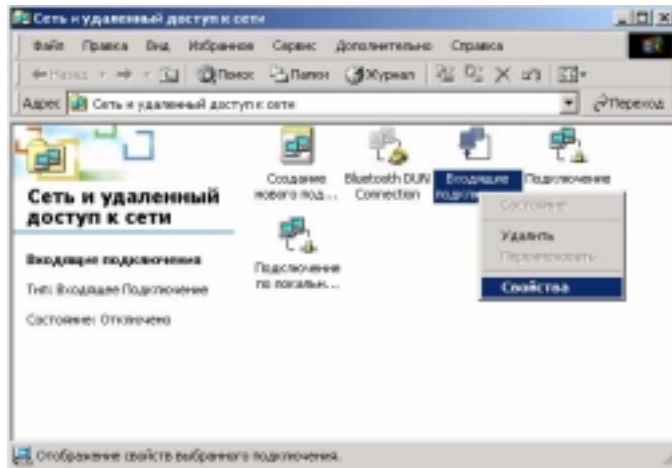 Сеть и удаленный доступ к сети
Файл Правка Вид Избранное Сервис Дополнительно Справка
Назад Поиск Папки Журнал
Адрес Сеть и удаленный доступ к сети Переход
Сеть и удаленный
доступ к сети
Входящие подключения
Тип: Входящее Подключение
Состояние: Отключено
Создание
нового под...
Bluetooth DUN
Connection
Входящие
Подключение
Подключение
по локальн...
Состояние
Удалить
Переименовать
Свойства
Отображение свойств выбранного подключения.